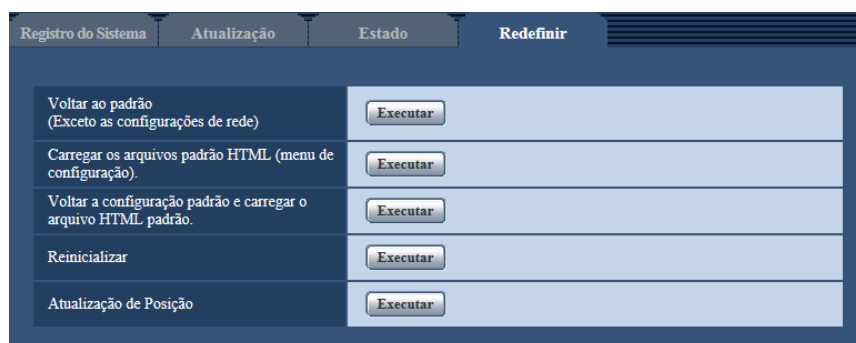 Registro do Sistema
Atualização
Estado
Redefinir
Voltar ao padrão
(Exceto as configurações de rede)
Executar
Carregar os arquivos padrão HTML (menu de
configuração).
Executar
Voltar a configuração padrão e carregar o
arquivo HTML padrão.
Executar
Reinicializar
Executar
Atualização de Posição
Executar